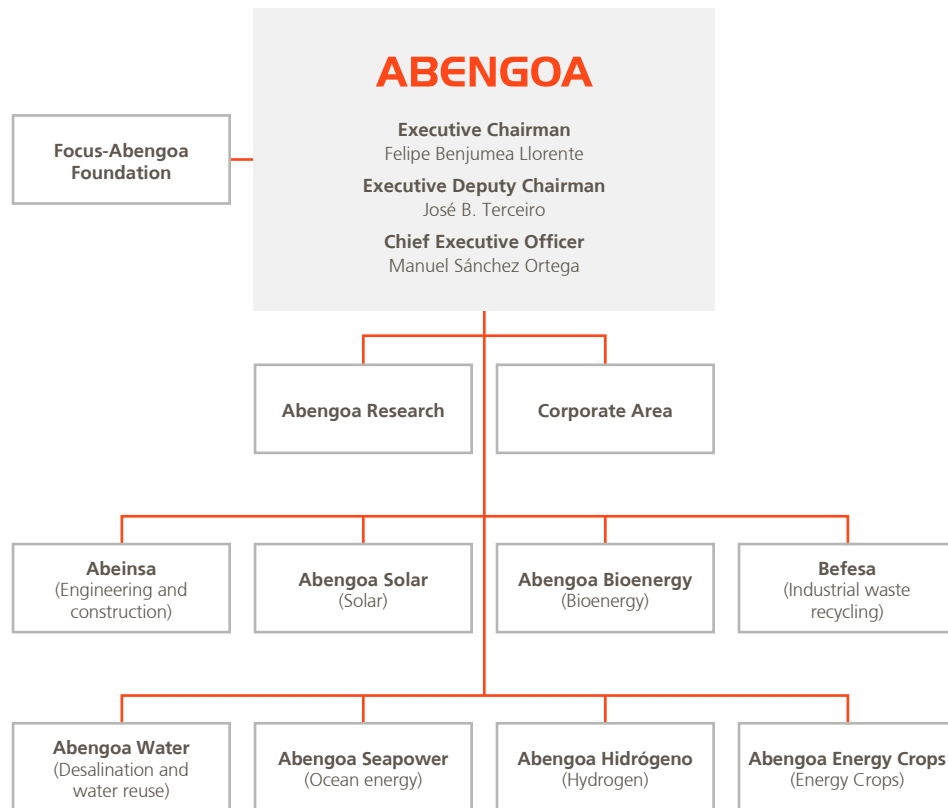 ABENGOA
Executive Chairman
Felipe Benjumea Llorente
Executive Deputy Chairman
José B. Terceiro
Chief Executive Officer
Manuel Sánchez Ortega
Focus-Abengoa
Foundation
Abengoa Research
Corporate Area
Abeinsa
(Engineering and
construction)
Abengoa Solar
(Solar)
Abengoa Bioenergy
(Bioenergy)
Befesa
(Industrial waste
recycling)
Abengoa Water
(Desalination and
water reuse)
Abengoa Seapower
(Ocean energy)
Abengoa Hidrógeno
(Hydrogen)
Abengoa Energy Crops
(Energy Crops)